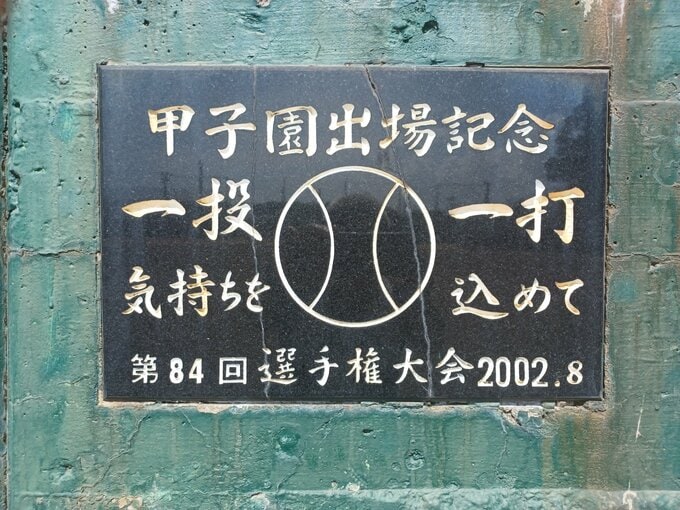 甲子園出場記念
一投 一打
気持ちを 込めて
第84回選手権大会2002.8